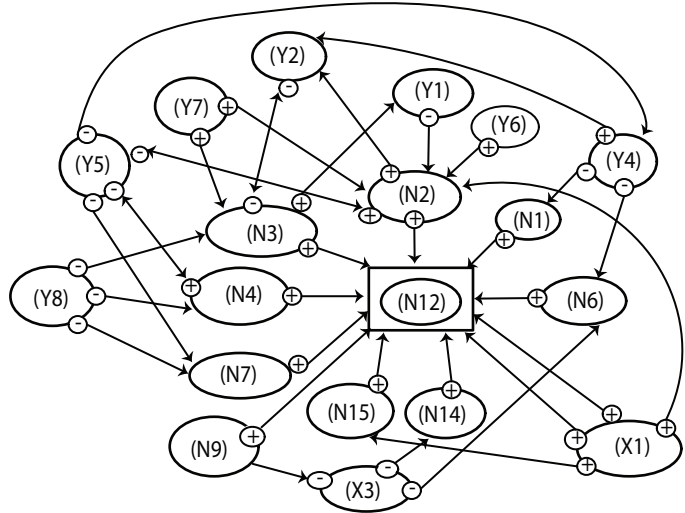 (Y2)
(Y7)
(Y1)
(Y6)
(Y5)
(Y4)
(N2)
(N3)
(N1)
(Y8)
(N4)
(N12)
(N6)
(N7)
(N15)
(N14)
(N9)
(X1)
(X3)